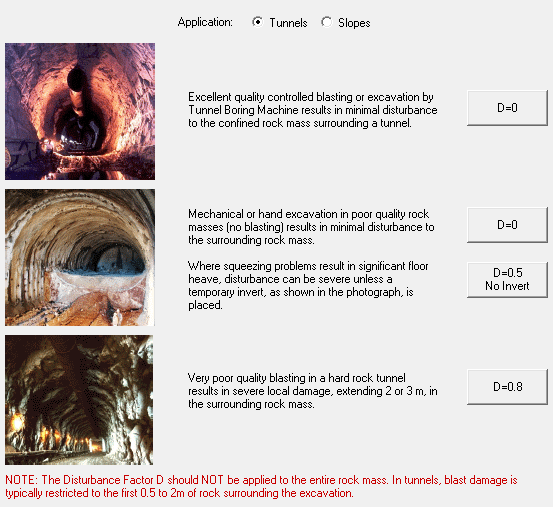 Application: Tunnels Slopes
Excellent quality controlled blasting or excavation by
Tunnel Boring Machine results in minimal disturbance
to the confined rock mass surrounding a tunnel.
D=0
Mechanical or hand excavation in poor quality rock
masses (no blasting) results in minimal disturbance to
the surrounding rock mass.
D=0
Where squeezing problems result in significant floor
heave, disturbance can be severe unless a
temporary invert, as shown in the photograph, is
placed.
D=0.5
No Invert
Very poor quality blasting in a hard rock tunnel
results in severe local damage, extending 2 or 3 m, in
the surrounding rock mass.
D=0.8
NOTE: The Disturbance Factor D should NOT be applied to the entire rock mass. In tunnels, blast damage is
typically restricted to the first 0.5 to 2m of rock surrounding the excavation.